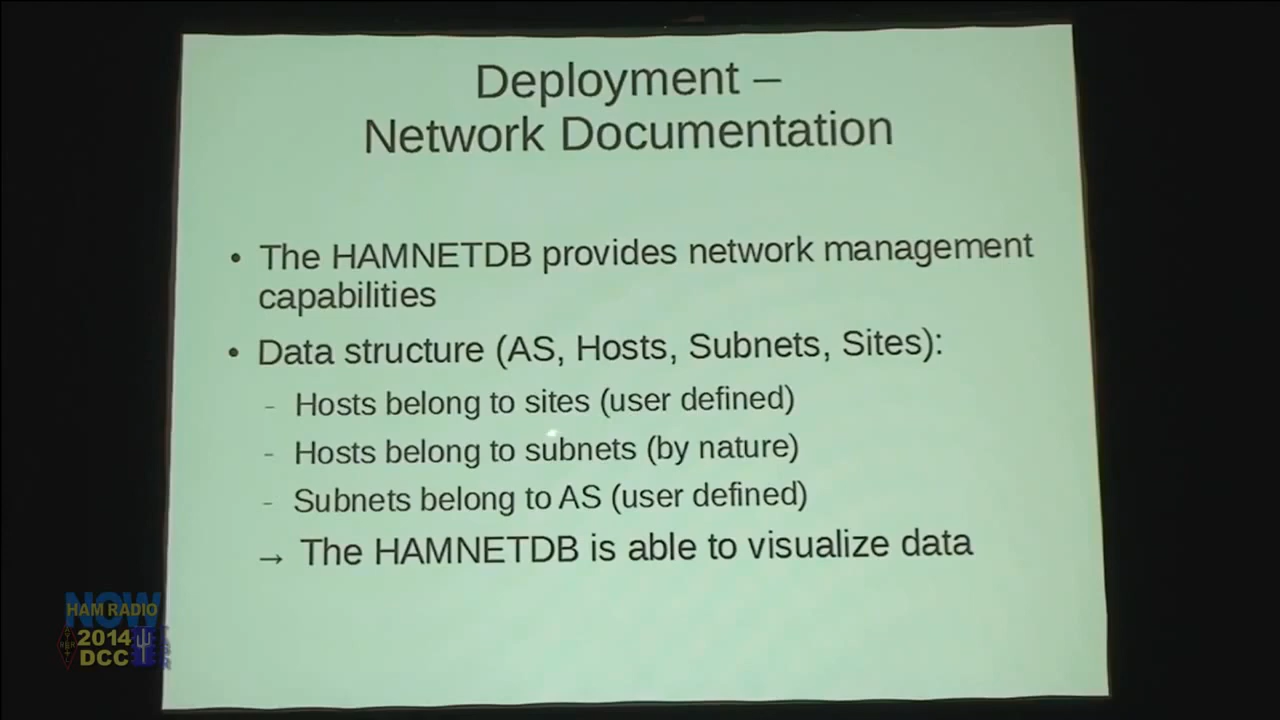 Deployment –
Network Documentation
• The HAMNETDB provides network management
capabilities
• Data structure (AS, Hosts, Subnets, Sites):
- Hosts belong to sites (user defined)
- Hosts belong to subnets (by nature)
- Subnets belong to AS (user defined)
→ The HAMNETDB is able to visualize data
NOW
HAM RADIO
2014
DCC